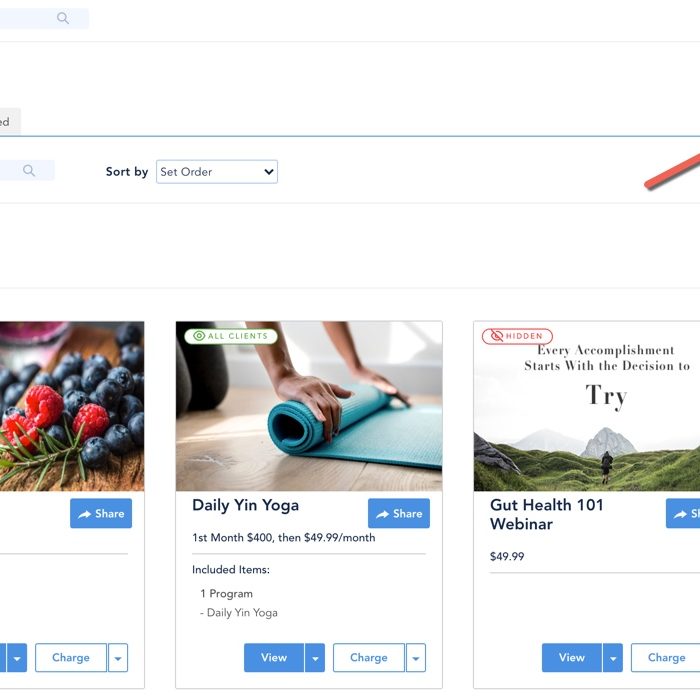 ed
Sort by
Set Order
ALL CLIENTS
HIDDEN
Every Accomplishment
Starts With the Decision to
Try
Share
Daily Yin Yoga
Share
1st Month $400, then $49.99/month
Included Items:
1 Program
- Daily Yin Yoga
Gut Health 101
Webinar
$49.99
Charge
View
Charge
View
Charge